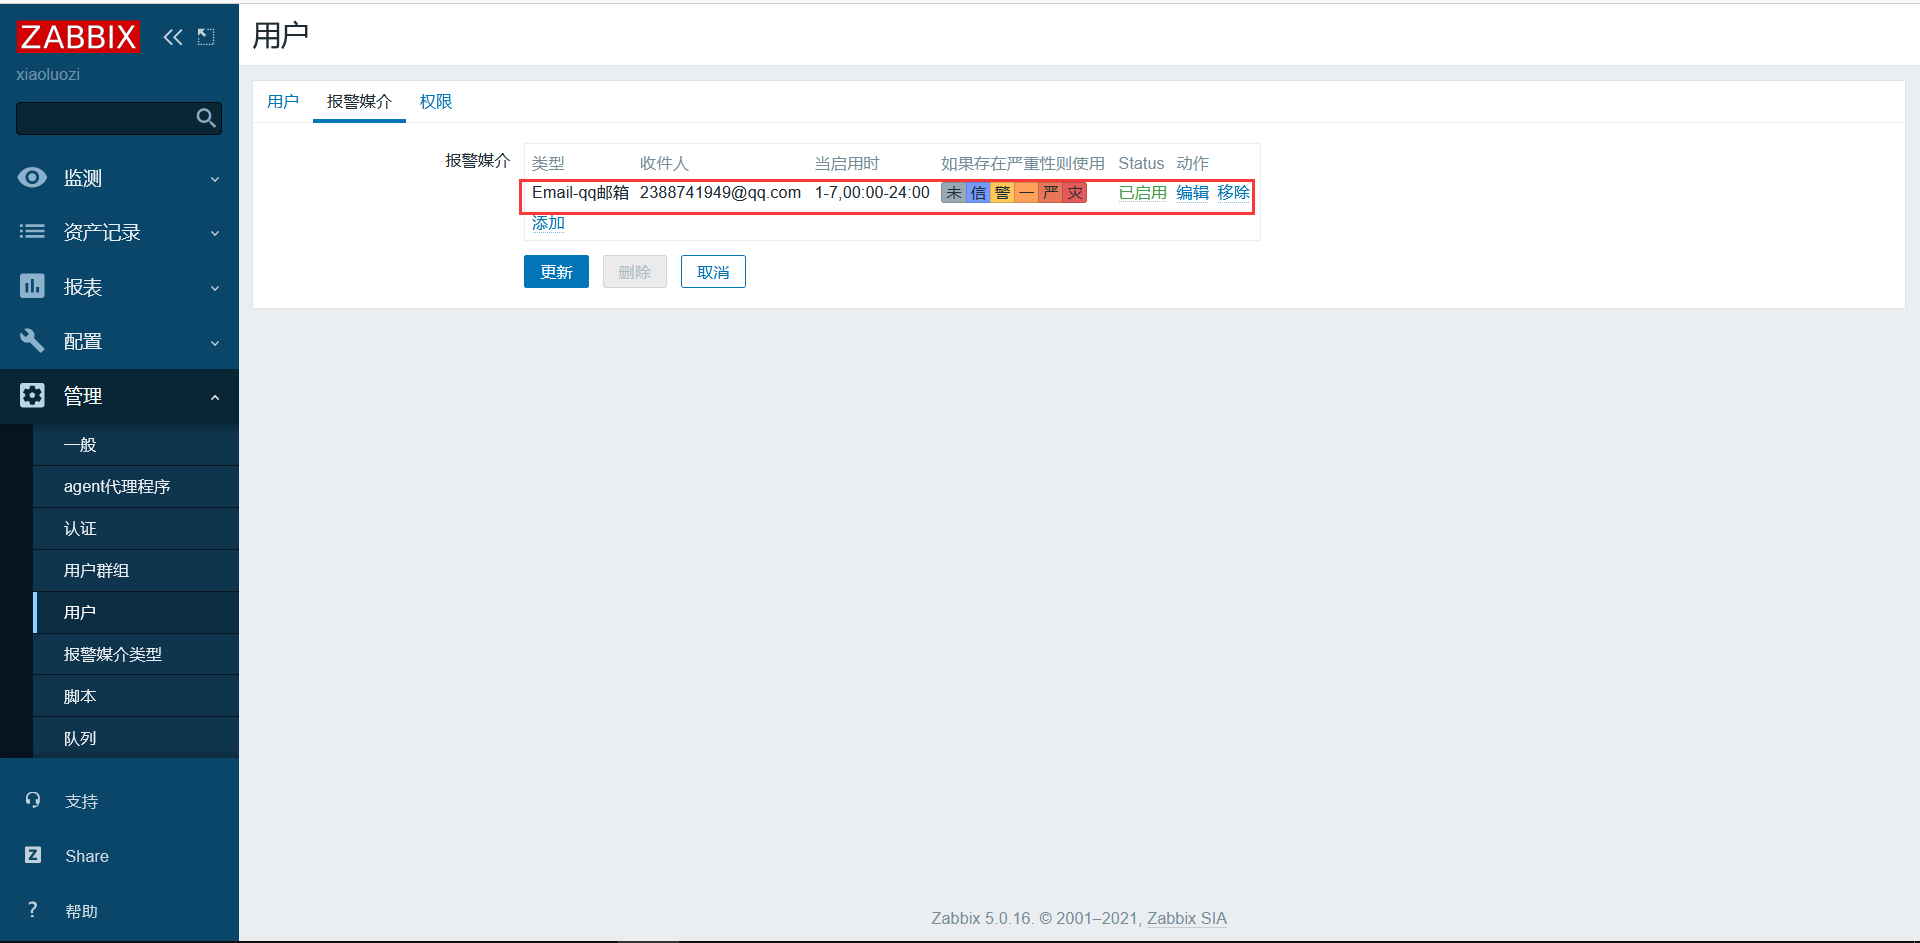 ZABBIX
xiaoluozi
监测
资产记录
报表
配置
管理
一般
agent代理程序
认证
用户群组
用户
报警媒介类型
脚本
队列
支持
Share
帮助
用户
用户 报警媒介 权限
报警媒介 类型 收件人 当启用时 如果存在严重性则使用 Status 动作
Email-qq邮箱 2388741949@qq.com 1-7,00:00-24:00 未 信 警 一 严 灾 已启用 编辑 移除
添加
更新 删除 取消
Zabbix 5.0.16. © 2001–2021, Zabbix SIA